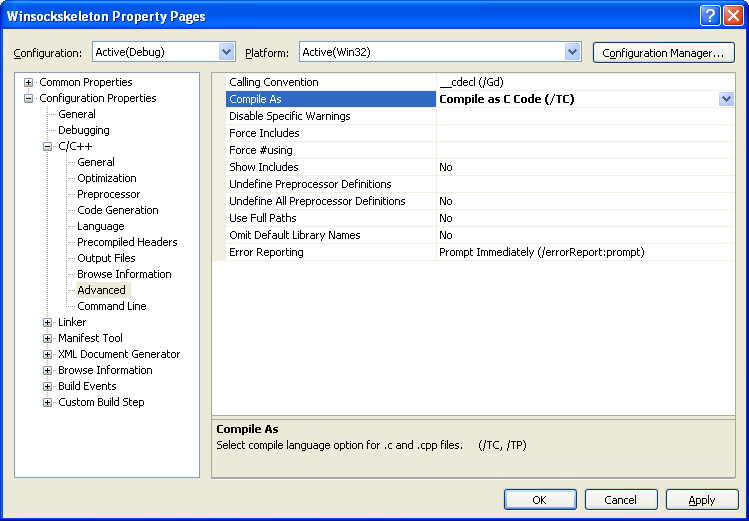 Winsockskeleton Property Pages
Configuration: Active(Debug) Platform: Active(Win32) Configuration Manager...
Common Properties
Configuration Properties
General
Debugging
C/C++
General
Optimization
Preprocessor
Code Generation
Language
Precompiled Headers
Output Files
Browse Information
Advanced
Command Line
Linker
Manifest Tool
XML Document Generator
Browse Information
Build Events
Custom Build Step
Calling Convention __cdecl (/Gd)
Compile As Compile as C Code (/TC)
Disable Specific Warnings
Force Includes
Force #using
Show Includes No
Undefine Preprocessor Definitions
Undefine All Preprocessor Definitions No
Use Full Paths No
Omit Default Library Names No
Error Reporting Prompt Immediately (/errorReport:prompt)
Compile As
Select compile language option for .c and .cpp files. (/TC, /TP)
OK Cancel Apply